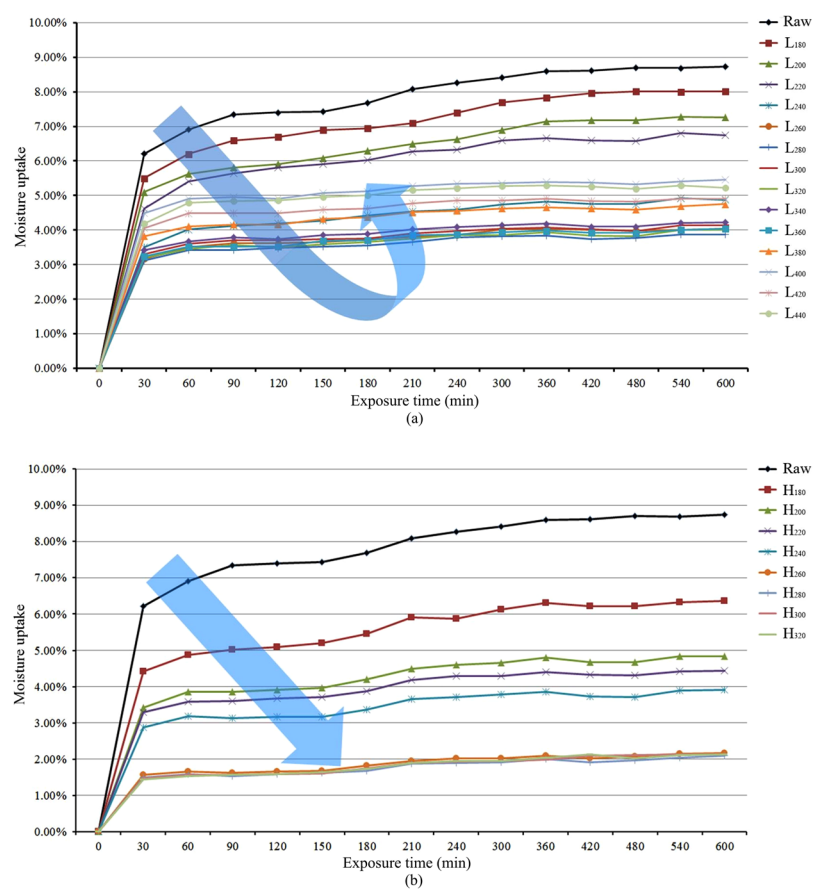 10.00%
9.00%
8.00%
7.00%
6.00%
5.00%
4.00%
3.00%
2.00%
1.00%
0.00%
Moisture uptake
0 30 60 90 120 150 180 210 240 300 360 420 480 540 600
Exposure time (min)
(a)
Raw
L180
L200
L220
L240
L260
L280
L300
L320
L340
L360
L380
L400
L420
L440
10.00%
9.00%
8.00%
7.00%
6.00%
5.00%
4.00%
3.00%
2.00%
1.00%
0.00%
Moisture uptake
0 30 60 90 120 150 180 210 240 300 360 420 480 540 600
Exposure time (min)
(b)
Raw
H180
H200
H220
H240
H260
H280
H300
H320